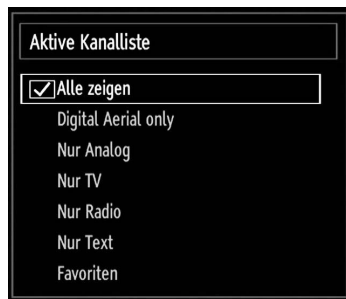 Aktive Kanalliste
Alle zeigen
Digital Aerial only
Nur Analog
Nur TV
Nur Radio
Nur Text
Favoriten